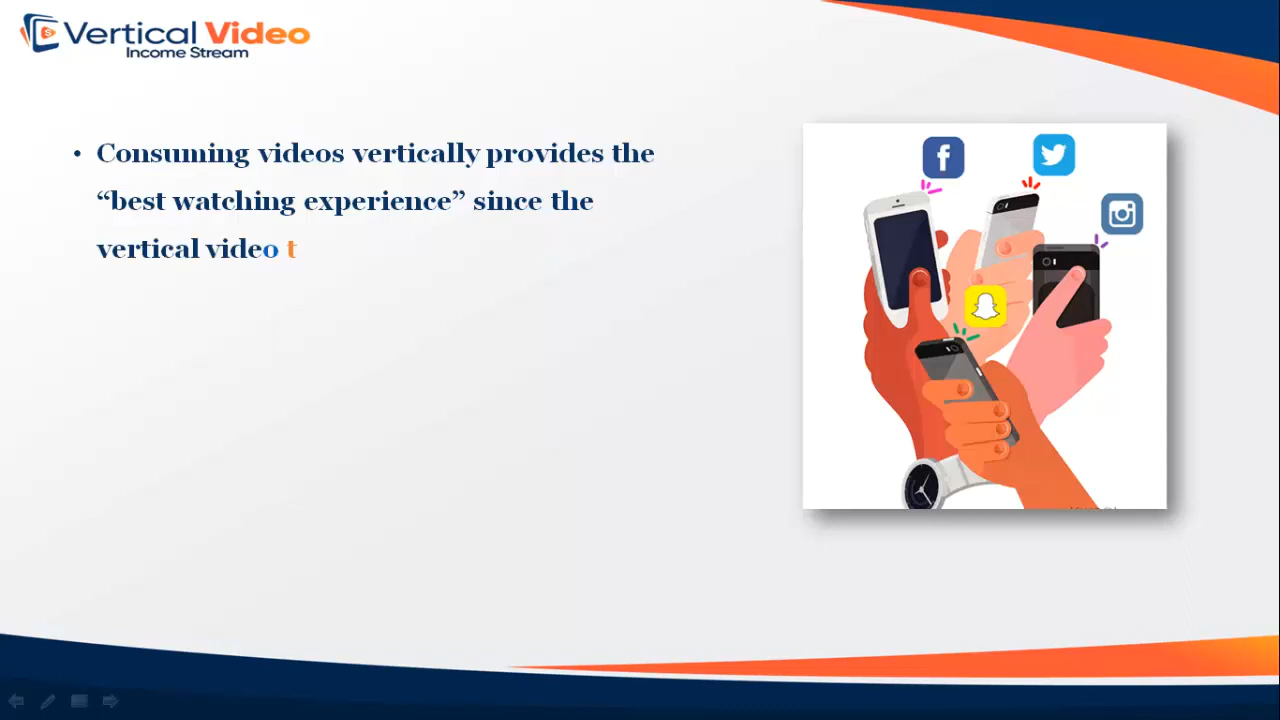 Vertical Video
Income Stream
• Consuming videos vertically provides the
“best watching experience” since the
vertical video t